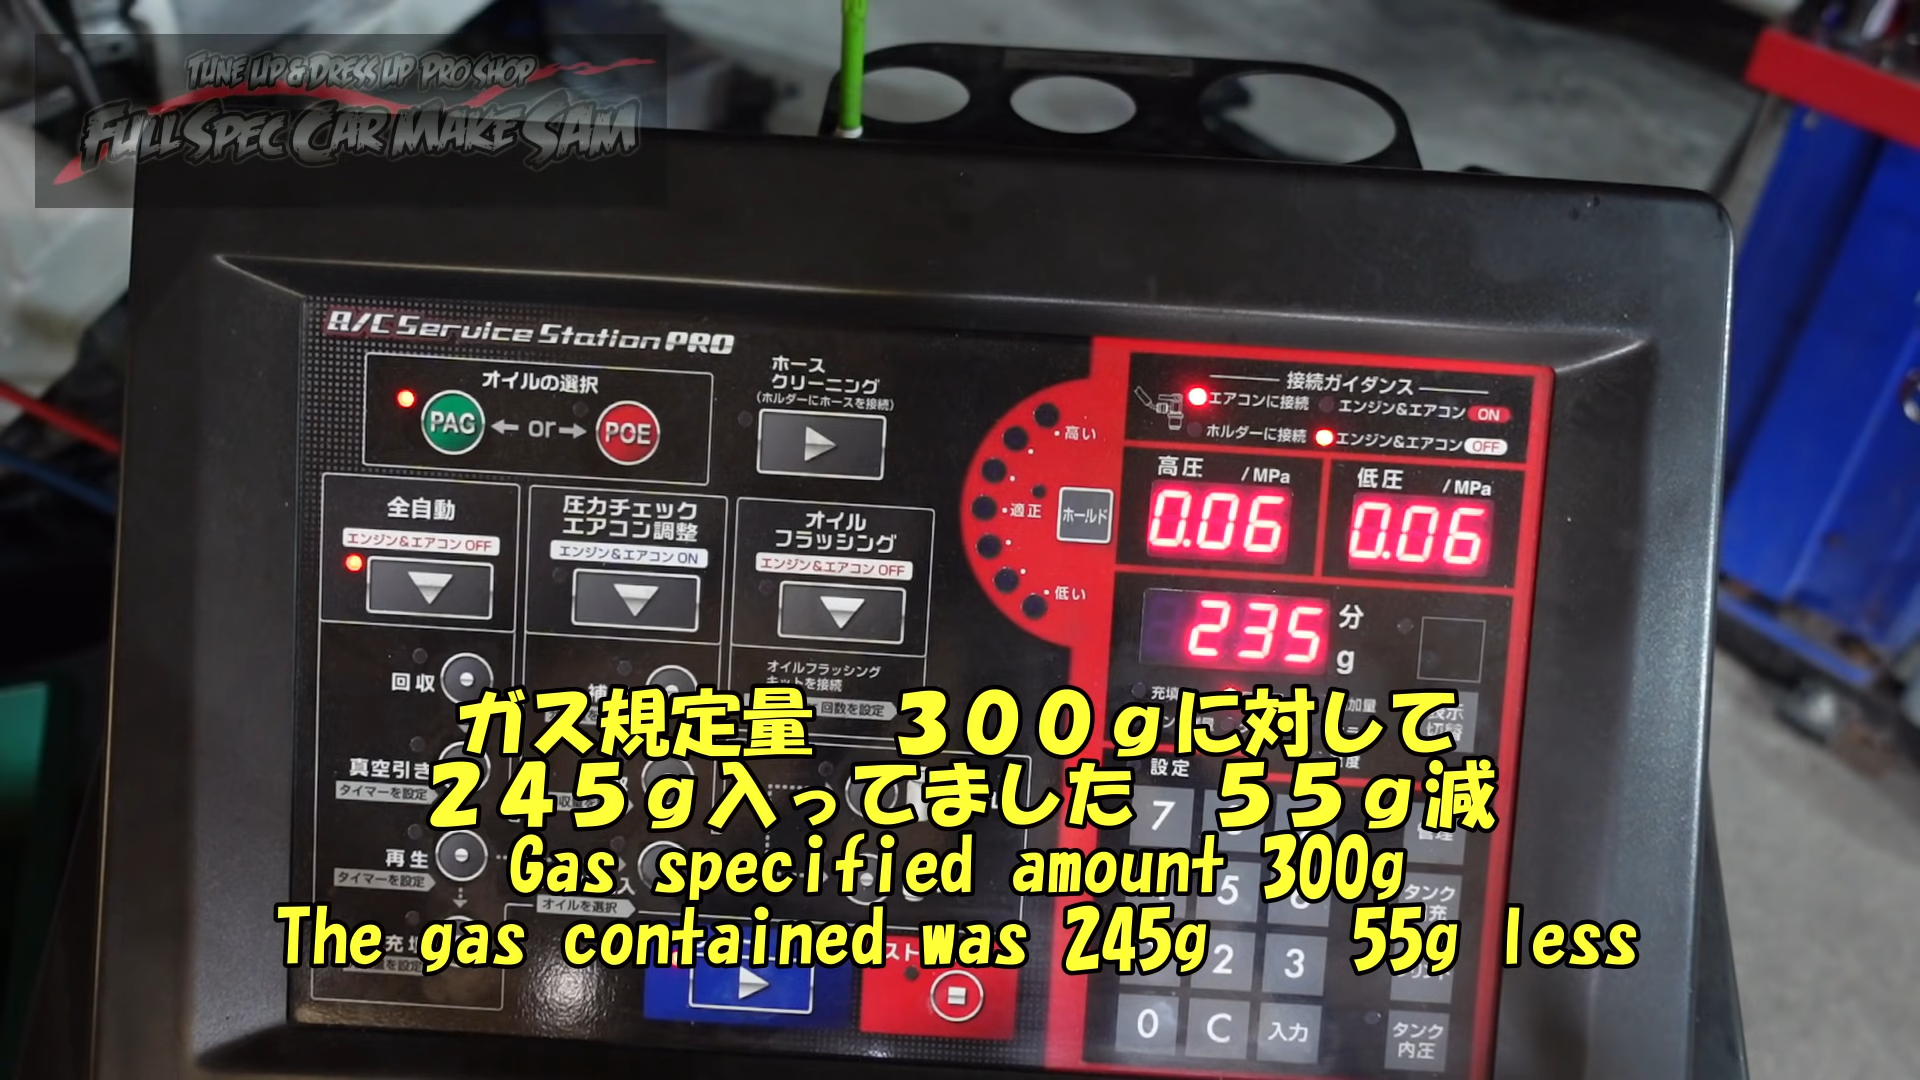 TUNE UP & DRESS UP PRO SHOP
FULL SPEC CAR MAKE SAM
A/C Service Station PRO
オイルの選択
PAG ← or → POE
ホース
クリーニング
(ホルダーにホースを接続)
全自動
エンジン&エアコン OFF
圧力チェック
エアコン調整
エンジン&エアコン ON
オイル
フラッシング
エンジン&エアコン OFF
オイルフラッシング
キットを接続
回数を設定
回収
真空引き
タイマーを設定
再生
タイマーを設定
オイルを選択
高い
適正
低い
ホールド
接続ガイダンス
エアコンに接続 エンジン&エアコン ON
ホルダーに接続 エンジン&エアコン OFF
高圧 /MPa 低圧 /MPa
0.06 0.06
235 分
g
充填
設定
7
5
2 3
0 C 入力
タンク
タンク
内圧
ガス規定量 300gに対して
245g入ってました 55g減
Gas specified amount 300g
The gas contained was 245g 55g less